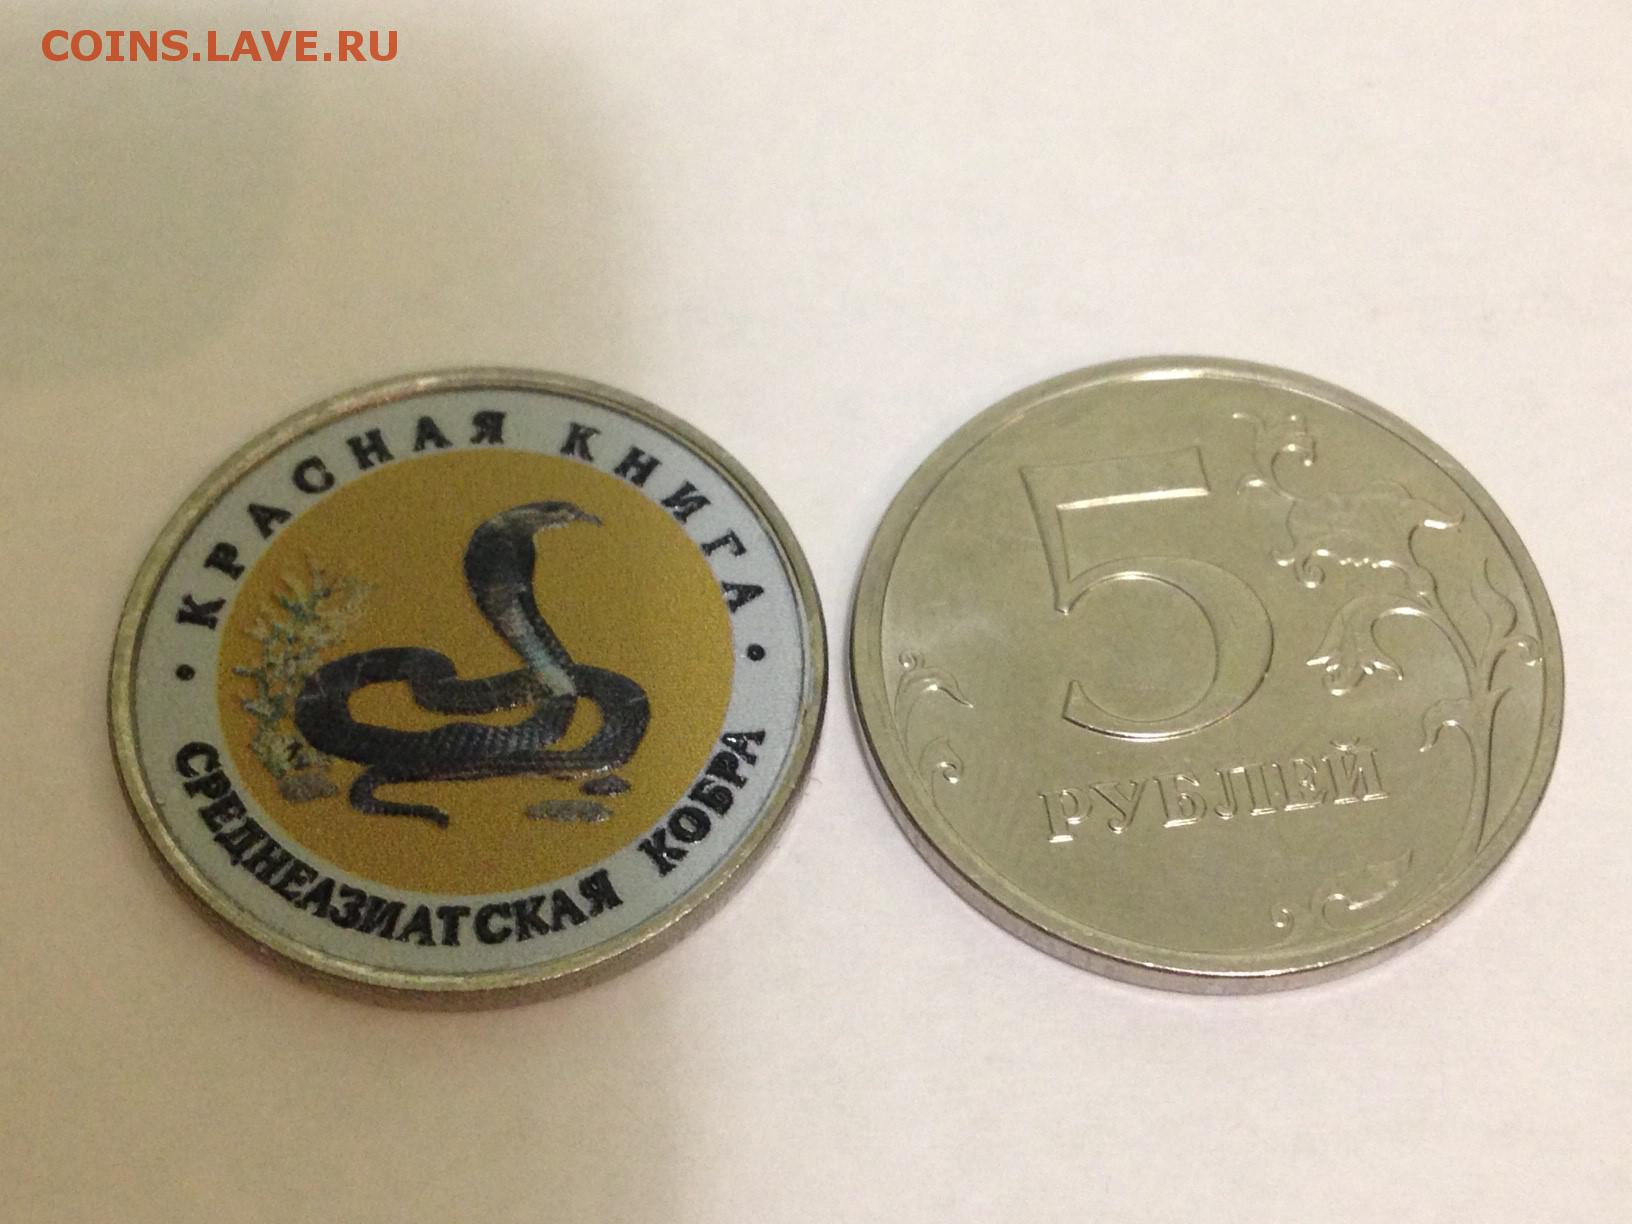 COINS.LAVE.RU
• КРАСНАЯ КНИГА •
СРЕДНЕАЗИАТСКАЯ КОБРА
5
РУБЛЕЙ